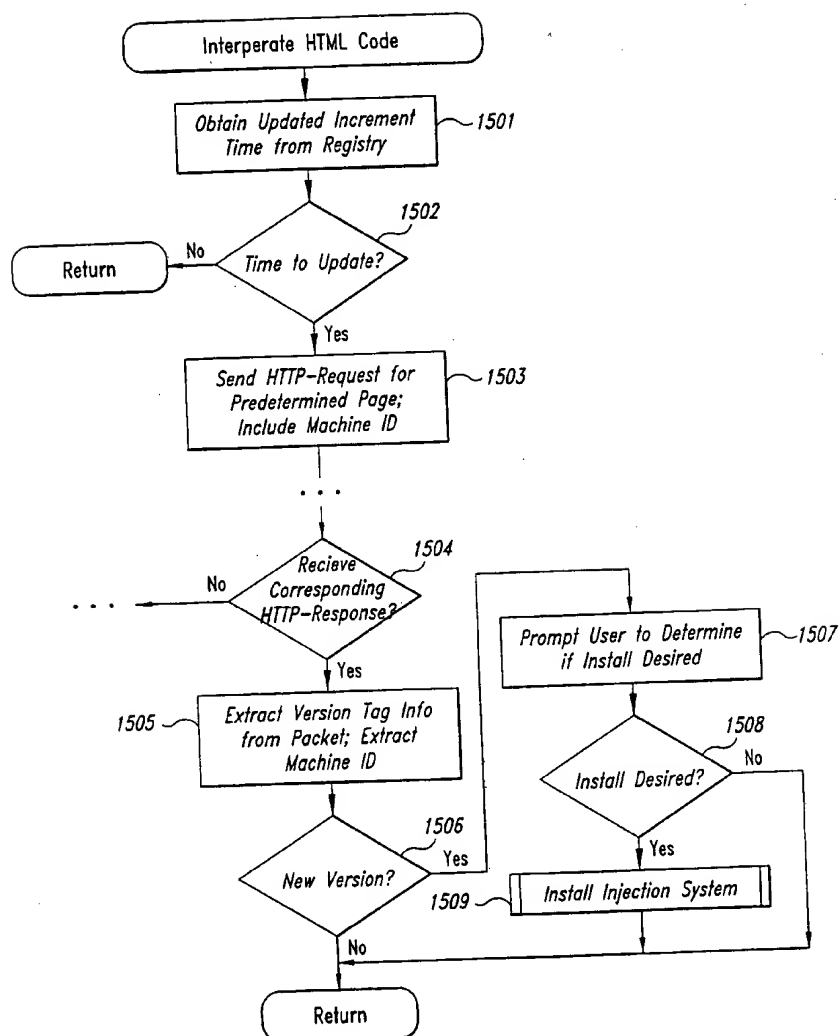 Interperate HTML Code
Obtain Updated Increment
Time from Registry
1501
1502
Time to Update?
No
Return
Yes
Send HTTP-Request for
Predetermined Page;
Include Machine ID
1503
. . .
1504
Recieve
Corresponding
HTTP-Response?
No
. . .
Yes
1505
Extract Version Tag Info
from Packet; Extract
Machine ID
1506
New Version?
Yes
No
Return
Prompt User to Determine
if Install Desired
1507
1508
Install Desired?
No
Yes
1509
Install Injection System